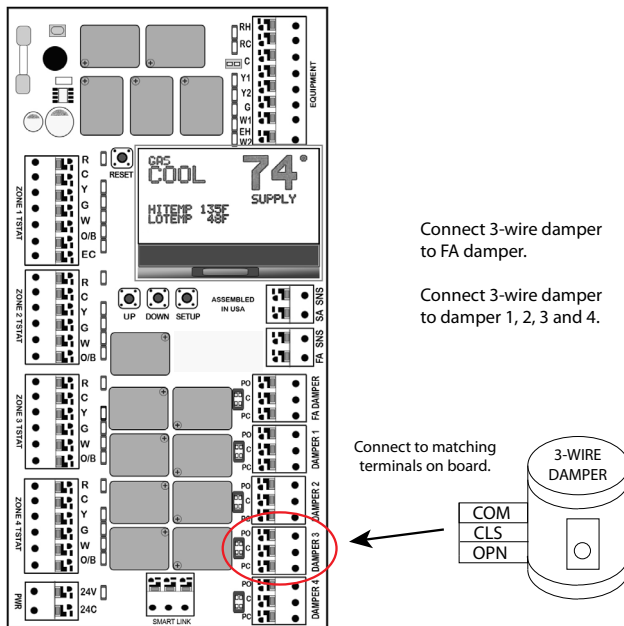 RH
RC
C
Y1
Y2
G
W1
EH
W2
EQUIPMENT
RESET
GAS
COOL
74°
SUPPLY
HITEMP 135F
LOTEMP 48F
ZONE 1 TSTAT
R
C
Y
G
W
O/B
EC
UP
DOWN
SETUP
ASSEMBLED
IN USA
SA SNS
FA SNS
ZONE 2 TSTAT
R
C
Y
G
W
O/B
ZONE 3 TSTAT
R
C
Y
G
W
O/B
ZONE 4 TSTAT
R
C
Y
G
W
O/B
PWR
24V
24C
SMART LINK
PO
C
PC
FA DAMPER
PO
C
PC
DAMPER 1
PO
C
PC
DAMPER 2
PO
C
PC
DAMPER 3
PO
C
PC
DAMPER 4
Connect 3-wire damper
to FA damper.
Connect 3-wire damper
to damper 1, 2, 3 and 4.
Connect to matching
terminals on board.
3-WIRE
DAMPER
COM
CLS
OPN